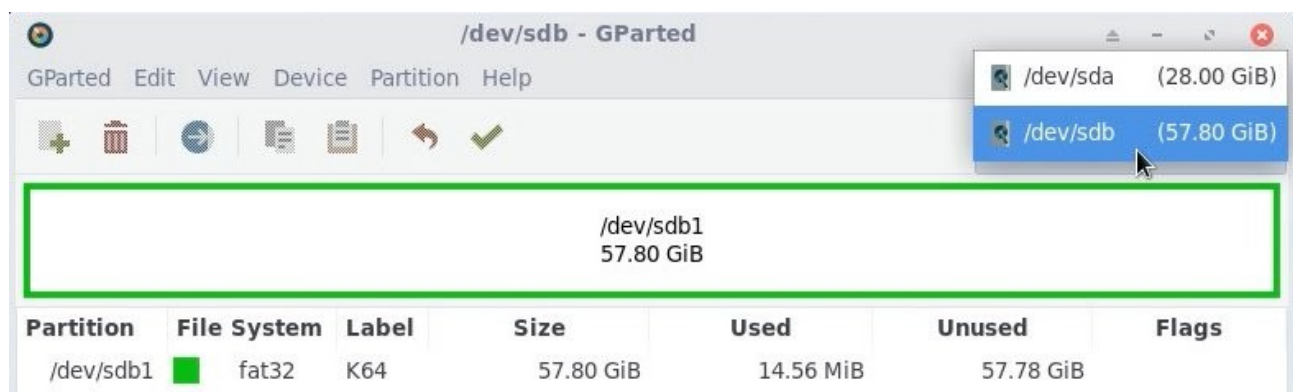 /dev/sdb - GParted
GParted Edit View Device Partition Help
/dev/sda (28.00 GiB)
/dev/sdb (57.80 GiB)
/dev/sdb1
57.80 GiB
Partition File System Label Size Used Unused Flags
/dev/sdb1 fat32 K64 57.80 GiB 14.56 MiB 57.78 GiB